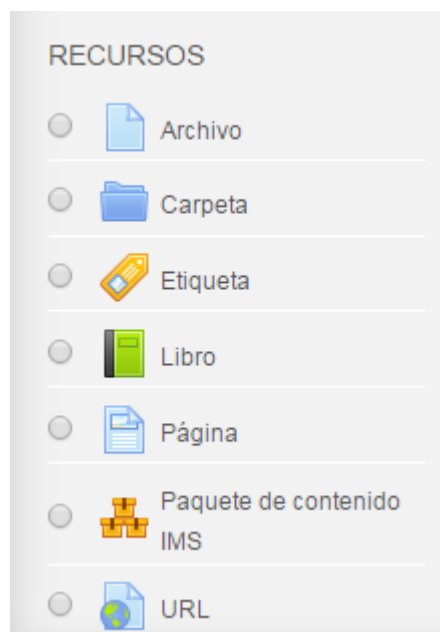 RECURSOS
Archivo
Carpeta
Etiqueta
Libro
Página
Paquete de contenido
IMS
URL